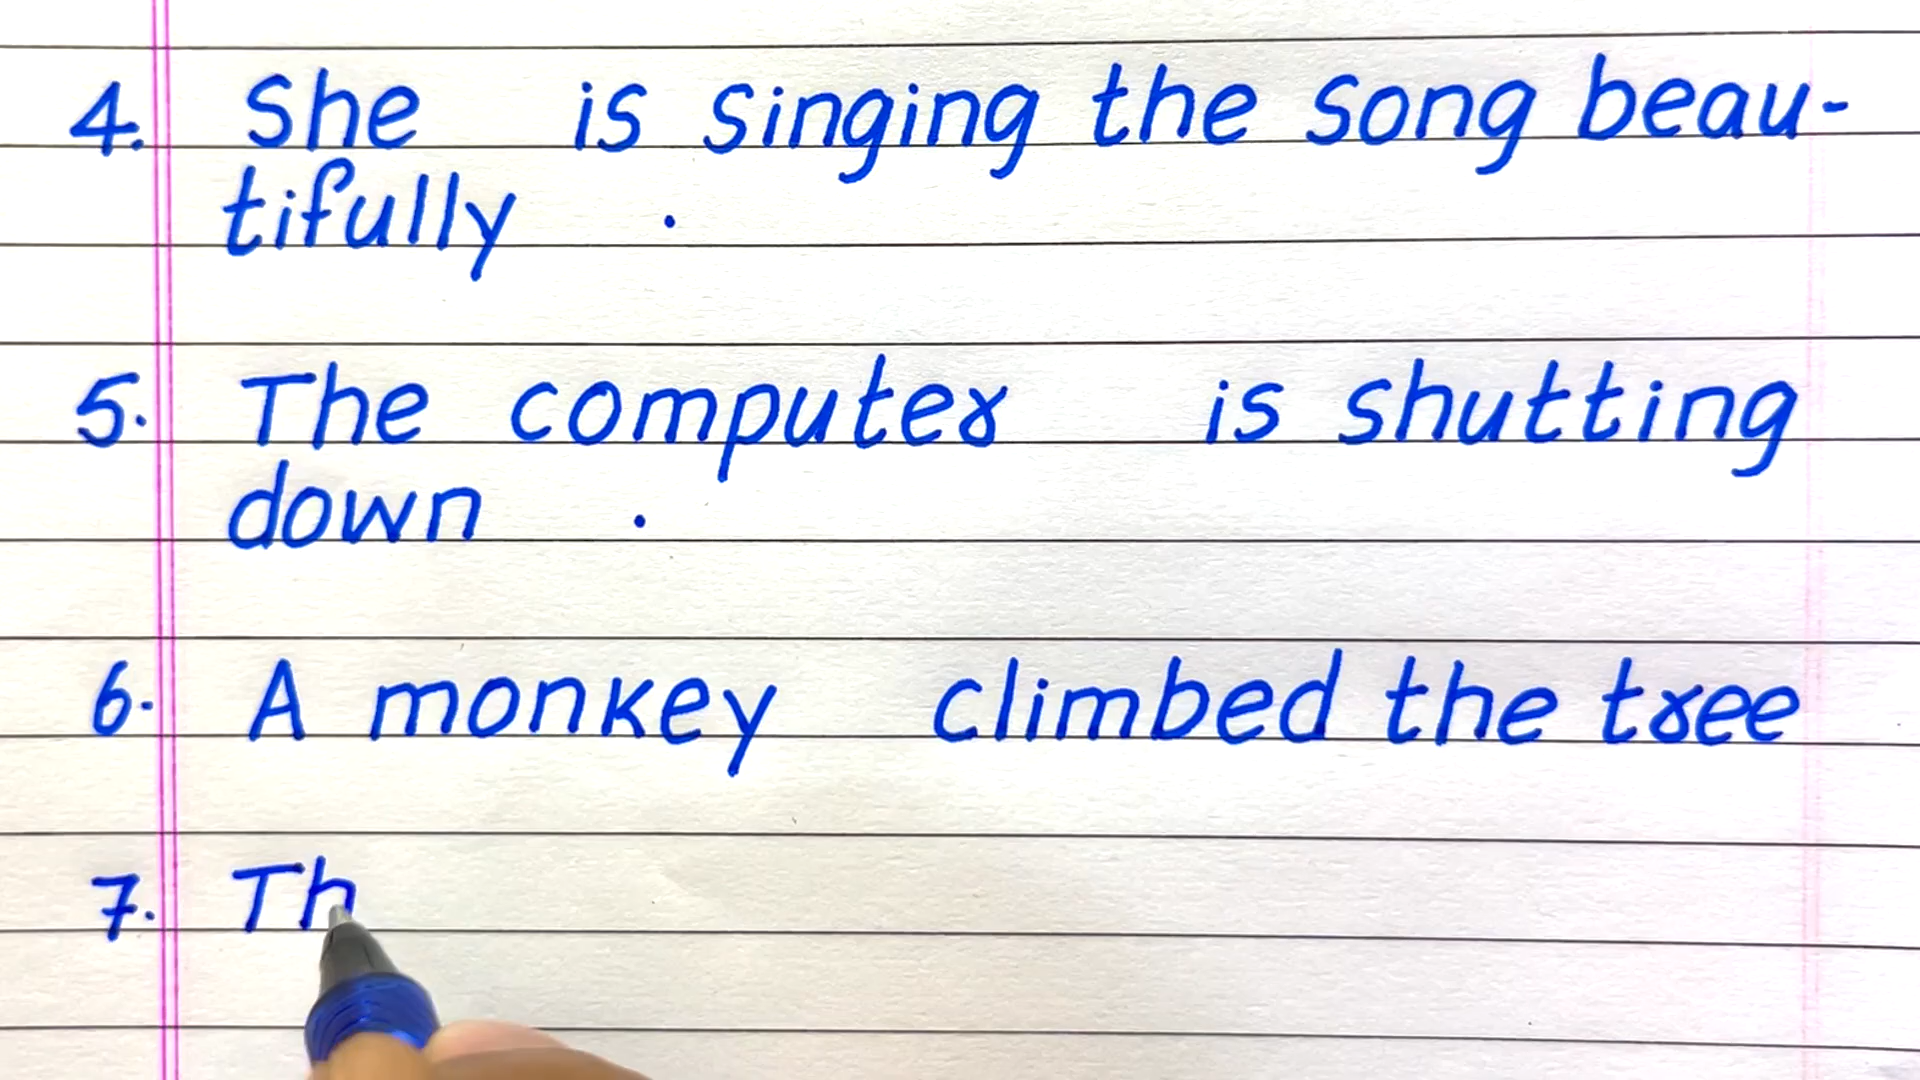 4. She is singing the song beau-
tifully .
5. The computer is shutting
down .
6. A monkey climbed the tree
7. Th